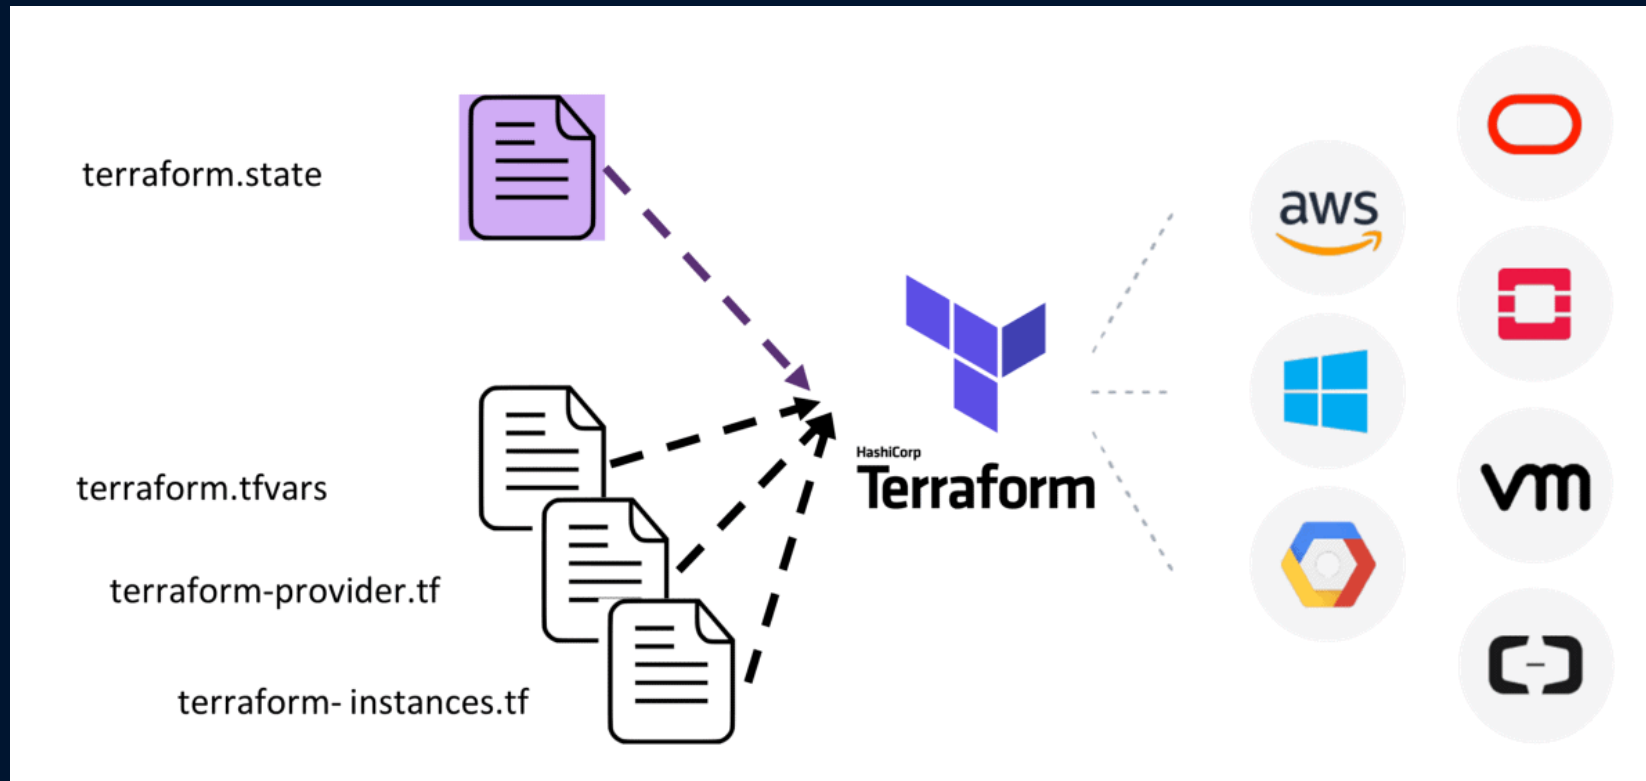 terraform.state
terraform.tfvars
terraform-provider.tf
terraform- instances.tf
HashiCorp
Terraform
aws
vm